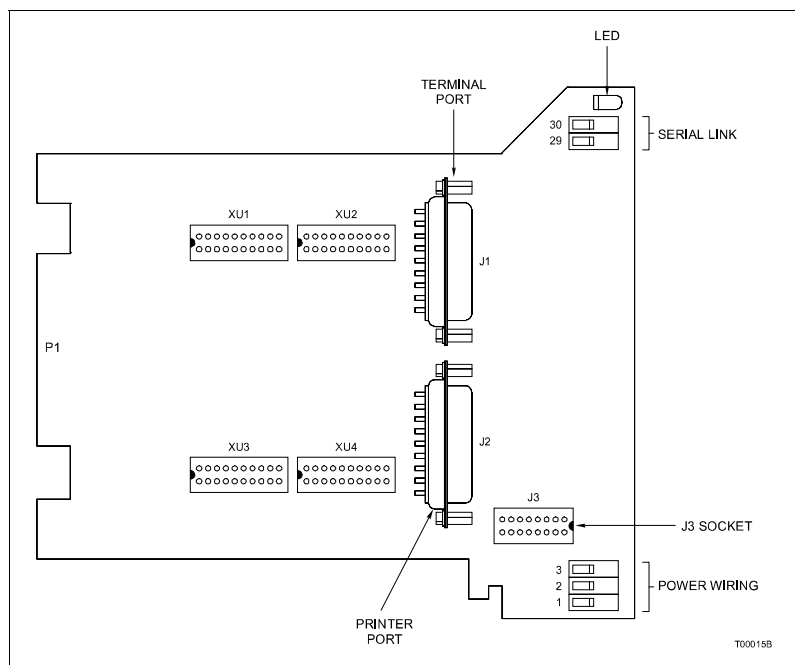 LED
TERMINAL
PORT
30
29
SERIAL LINK
XU1
XU2
J1
P1
XU3
XU4
J2
J3
J3 SOCKET
3
2
1
POWER WIRING
PRINTER
PORT
T00015B